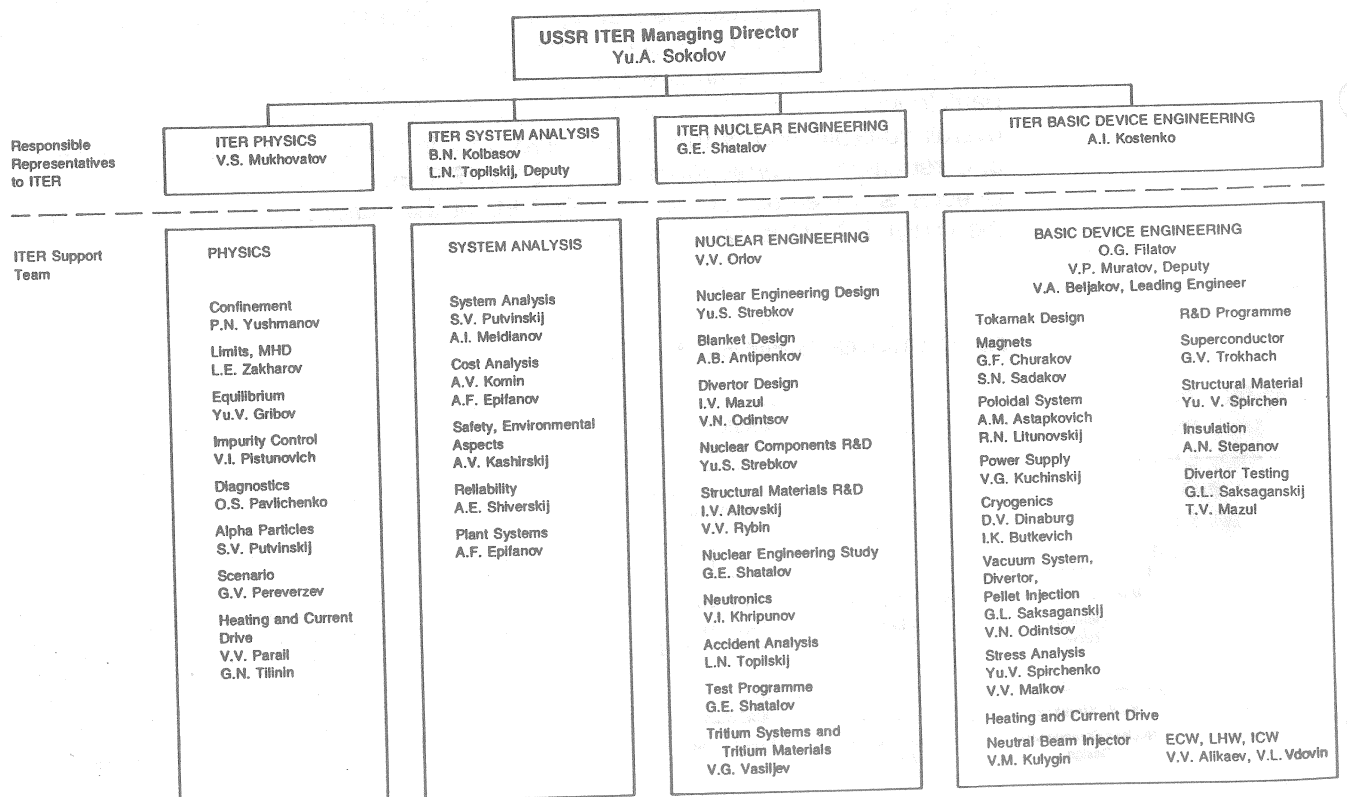 USSR ITER Managing Director
Yu.A. Sokolov
Responsible
Representatives
to ITER
ITER PHYSICS
V.S. Mukhovatov
ITER SYSTEM ANALYSIS
B.N. Kolbasov
L.N. Topilskij, Deputy
ITER NUCLEAR ENGINEERING
G.E. Shatalov
ITER BASIC DEVICE ENGINEERING
A.I. Kostenko
ITER Support
Team
PHYSICS
Confinement
P.N. Yushmanov
Limits, MHD
L.E. Zakharov
Equilibrium
Yu.V. Gribov
Impurity Control
V.I. Pistunovich
Diagnostics
O.S. Pavlichenko
Alpha Particles
S.V. Putvinskij
Scenario
G.V. Pereverzev
Heating and Current
Drive
V.V. Parail
G.N. Tilinin
SYSTEM ANALYSIS
System Analysis
S.V. Putvinskij
A.I. Meldianov
Cost Analysis
A.V. Komin
A.F. Epifanov
Safety, Environmental
Aspects
A.V. Kashirskij
Reliability
A.E. Shiverskij
Plant Systems
A.F. Epifanov
NUCLEAR ENGINEERING
V.V. Orlov
Nuclear Engineering Design
Yu.S. Strebkov
Blanket Design
A.B. Antipenkov
Divertor Design
I.V. Mazul
V.N. Odintsov
Nuclear Components R&D
Yu.S. Strebkov
Structural Materials R&D
I.V. Altovskij
V.V. Rybin
Nuclear Engineering Study
G.E. Shatalov
Neutronics
V.I. Khripunov
Accident Analysis
L.N. Topilskij
Test Programme
G.E. Shatalov
Tritium Systems and
Tritium Materials
V.G. Vasiljev
BASIC DEVICE ENGINEERING
O.G. Filatov
V.P. Muratov, Deputy
V.A. Beljakov, Leading Engineer
Tokamak Design
Magnets
G.F. Churakov
S.N. Sadakov
Poloidal System
A.M. Astapkovich
R.N. Litunovskij
Power Supply
V.G. Kuchinskij
Cryogenics
D.V. Dinaburg
I.K. Butkevich
Vacuum System,
Divertor,
Pellet Injection
G.L. Saksaganskij
V.N. Odintsov
Stress Analysis
Yu.V. Spirchenko
V.V. Malkov
R&D Programme
Superconductor
G.V. Trokhach
Structural Material
Yu. V. Spirchen
Insulation
A.N. Stepanov
Divertor Testing
G.L. Saksaganskij
T.V. Mazul
Heating and Current Drive
Neutral Beam Injector
V.M. Kulygin
ECW, LHW, ICW
V.V. Alikaev, V.L. Vdovin